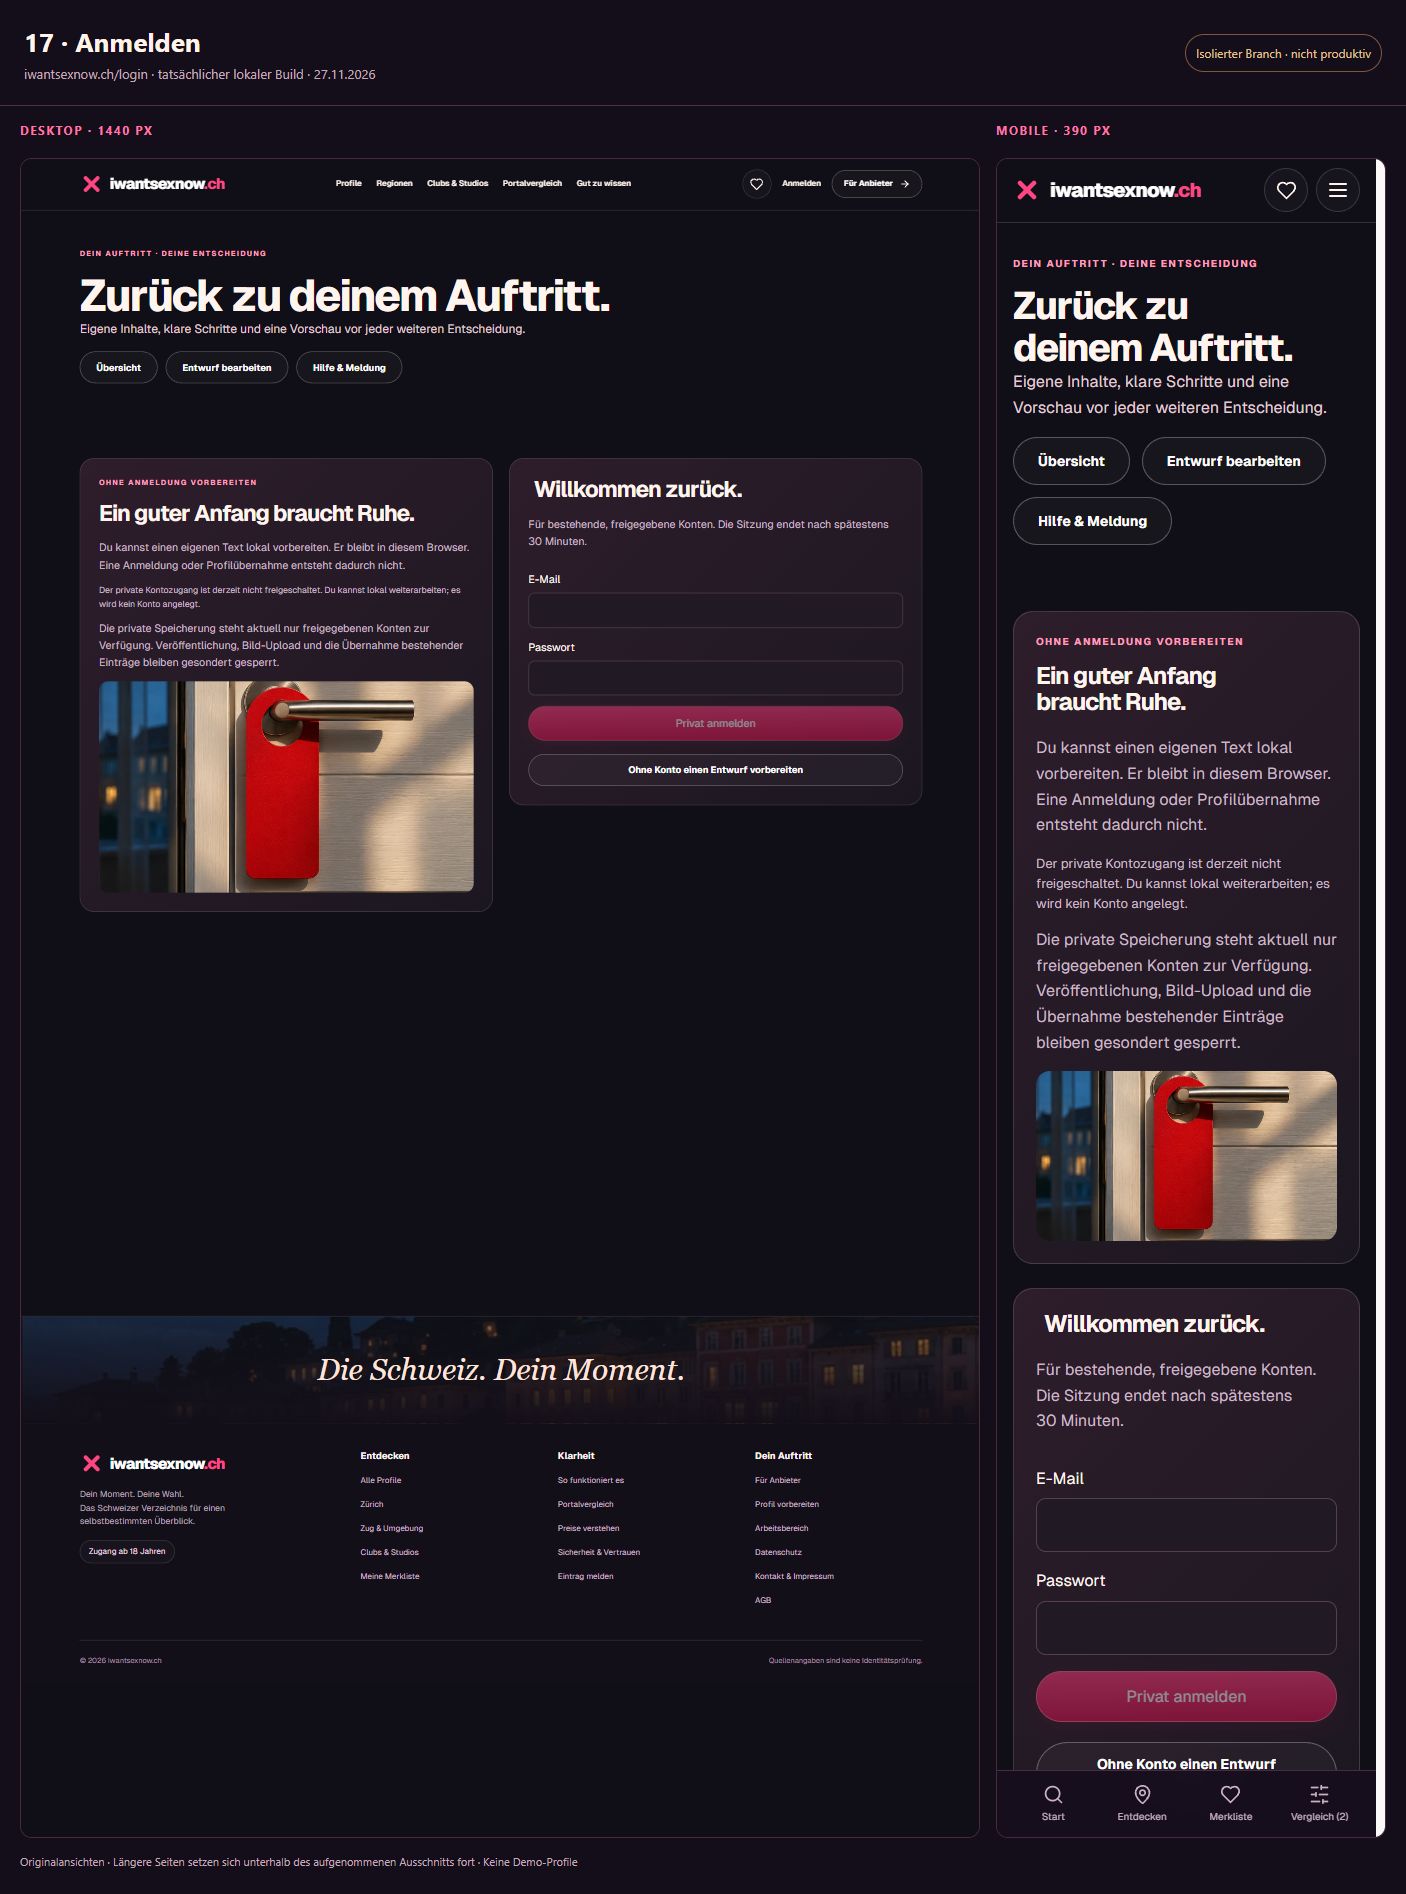 17 · Anmelden
iwantsexnow.ch/login · tatsächlicher lokaler Build · 27.11.2026
Isolierter Branch · nicht produktiv
DESKTOP · 1440 PX
iwantsexnow.ch
Profile
Regionen
Clubs & Studios
Portalvergleich
Gut zu wissen
Anmelden
Für Anbieter
DEIN AUFTRITT · DEINE ENTSCHEIDUNG
Zurück zu deinem Auftritt.
Eigene Inhalte, klare Schritte und eine Vorschau vor jeder weiteren Entscheidung.
Übersicht
Entwurf bearbeiten
Hilfe & Meldung
OHNE ANMELDUNG VORBEREITEN
Ein guter Anfang braucht Ruhe.
Du kannst einen eigenen Text lokal vorbereiten. Er bleibt in diesem Browser.
Eine Anmeldung oder Profilübernahme entsteht dadurch nicht.
Der private Kontozugang ist derzeit nicht freigeschaltet. Du kannst lokal weiterarbeiten; es
wird kein Konto angelegt.
Die private Speicherung steht aktuell nur freigegebenen Konten zur
Verfügung. Veröffentlichung, Bild-Upload und die Übernahme bestehender
Einträge bleiben gesondert gesperrt.
Willkommen zurück.
Für bestehende, freigegebene Konten. Die Sitzung endet nach spätestens
30 Minuten.
E-Mail
Passwort
Privat anmelden
Ohne Konto einen Entwurf vorbereiten
Die Schweiz. Dein Moment.
iwantsexnow.ch
Dein Moment. Deine Wahl.
Das Schweizer Verzeichnis für einen
selbstbestimmten Überblick.
Zugang ab 18 Jahren
Entdecken
Alle Profile
Zürich
Zug & Umgebung
Clubs & Studios
Meine Merkliste
Klarheit
So funktioniert es
Portalvergleich
Preise verstehen
Sicherheit & Vertrauen
Eintrag melden
Dein Auftritt
Für Anbieter
Profil vorbereiten
Arbeitsbereich
Datenschutz
Kontakt & Impressum
AGB
© 2026 iwantsexnow.ch
Quellenangaben sind keine Identitätsprüfung.
MOBILE · 390 PX
iwantsexnow.ch
DEIN AUFTRITT · DEINE ENTSCHEIDUNG
Zurück zu
deinem Auftritt.
Eigene Inhalte, klare Schritte und eine
Vorschau vor jeder weiteren Entscheidung.
Übersicht
Entwurf bearbeiten
Hilfe & Meldung
OHNE ANMELDUNG VORBEREITEN
Ein guter Anfang
braucht Ruhe.
Du kannst einen eigenen Text lokal
vorbereiten. Er bleibt in diesem Browser.
Eine Anmeldung oder Profilübernahme
entsteht dadurch nicht.
Der private Kontozugang ist derzeit nicht
freigeschaltet. Du kannst lokal weiterarbeiten; es
wird kein Konto angelegt.
Die private Speicherung steht aktuell nur
freigegebenen Konten zur Verfügung.
Veröffentlichung, Bild-Upload und die
Übernahme bestehender Einträge
bleiben gesondert gesperrt.
Willkommen zurück.
Für bestehende, freigegebene Konten.
Die Sitzung endet nach spätestens
30 Minuten.
E-Mail
Passwort
Privat anmelden
Ohne Konto einen Entwurf
Start
Entdecken
Merkliste
Vergleich (2)
Originalansichten · Längere Seiten setzen sich unterhalb des aufgenommenen Ausschnitts fort · Keine Demo-Profile